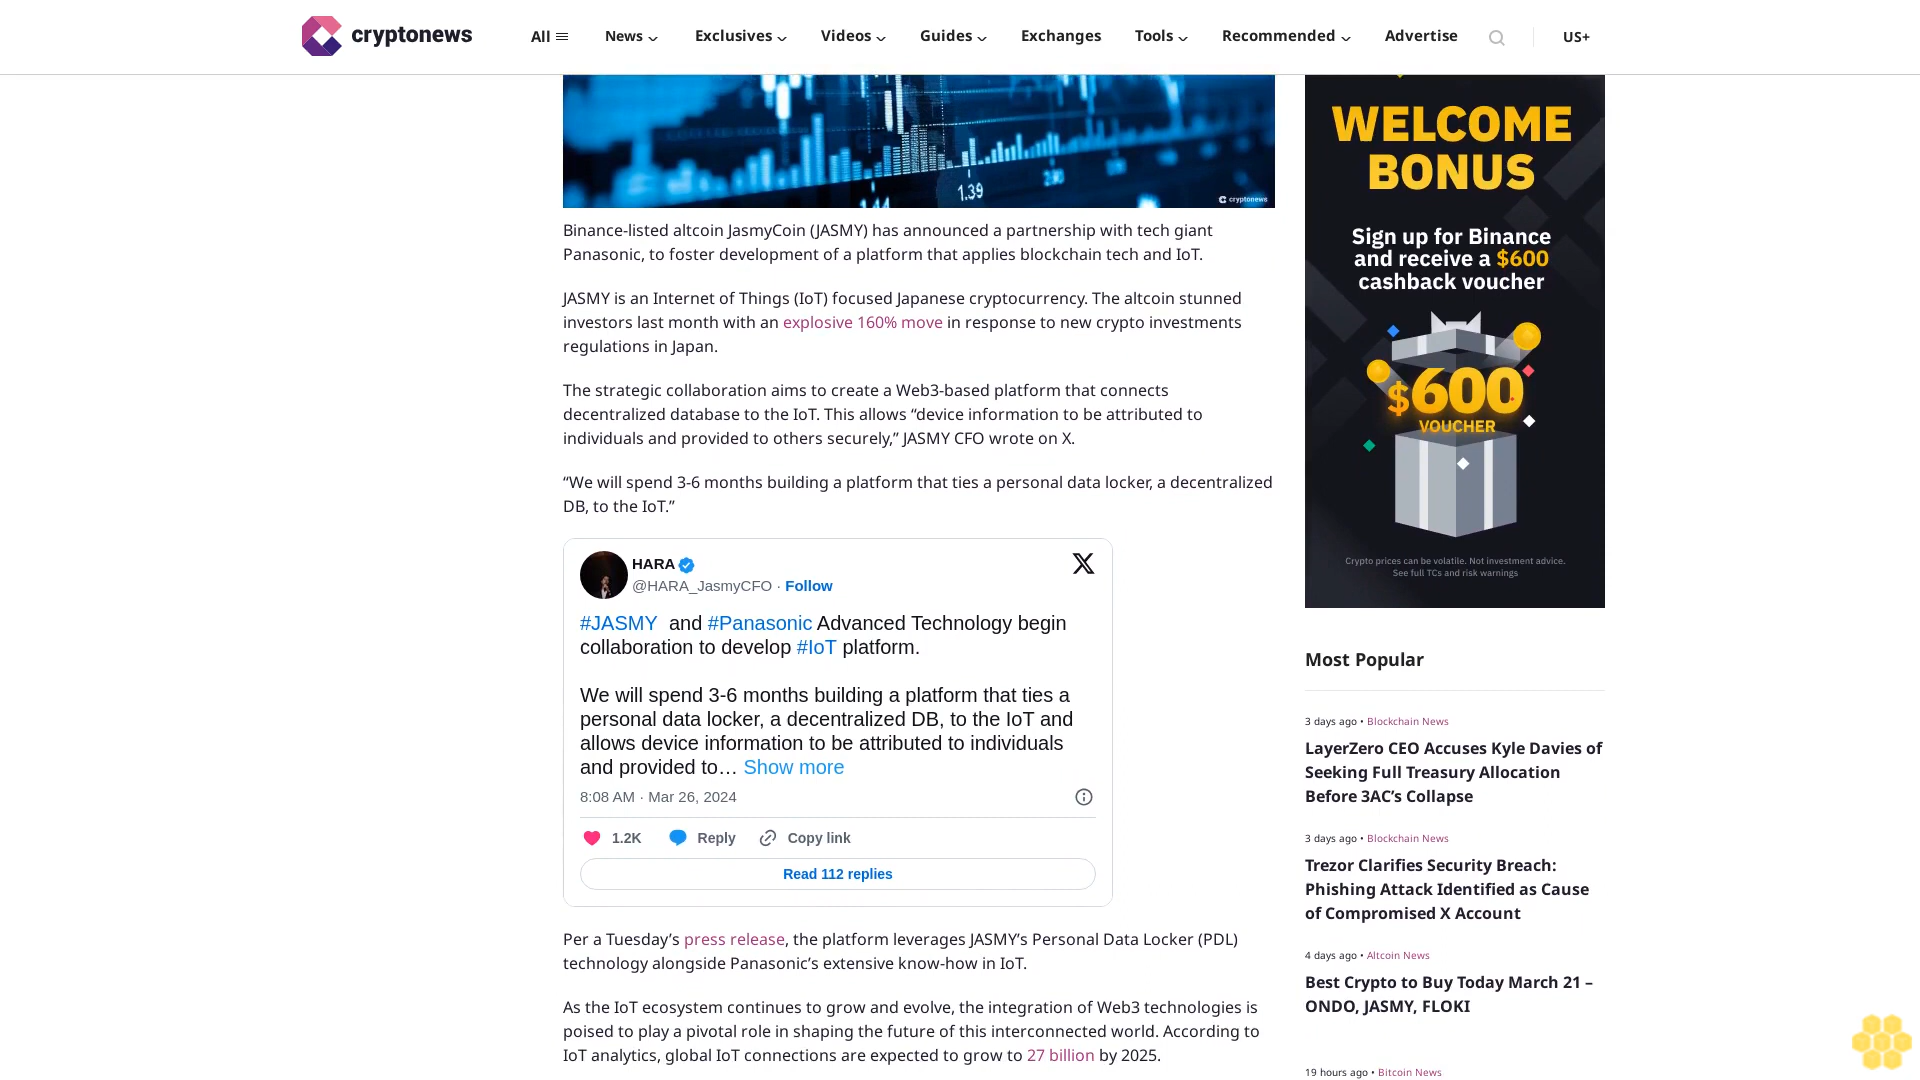 cryptonews
All
News
Exclusives
Videos
Guides
Exchanges
Tools
Recommended
Advertise
US+
1.39
cryptonews
Binance-listed altcoin JasmyCoin (JASMY) has announced a partnership with tech giant
Panasonic, to foster development of a platform that applies blockchain tech and IoT.
JASMY is an Internet of Things (IoT) focused Japanese cryptocurrency. The altcoin stunned
investors last month with an explosive 160% move in response to new crypto investments
regulations in Japan.
The strategic collaboration aims to create a Web3-based platform that connects
decentralized database to the IoT. This allows “device information to be attributed to
individuals and provided to others securely,” JASMY CFO wrote on X.
“We will spend 3-6 months building a platform that ties a personal data locker, a decentralized
DB, to the IoT.”
HARA
@HARA_JasmyCFO · Follow
#JASMY and #Panasonic Advanced Technology begin
collaboration to develop #IoT platform.
We will spend 3-6 months building a platform that ties a
personal data locker, a decentralized DB, to the IoT and
allows device information to be attributed to individuals
and provided to… Show more
8:08 AM · Mar 26, 2024
1.2K
Reply
Copy link
Read 112 replies
Per a Tuesday’s press release, the platform leverages JASMY’s Personal Data Locker (PDL)
technology alongside Panasonic’s extensive know-how in IoT.
As the IoT ecosystem continues to grow and evolve, the integration of Web3 technologies is
poised to play a pivotal role in shaping the future of this interconnected world. According to
IoT analytics, global IoT connections are expected to grow to 27 billion by 2025.
WELCOME
BONUS
Sign up for Binance
and receive a $600
cashback voucher
$600
VOUCHER
Crypto prices can be volatile. Not investment advice.
See full TCs and risk warnings
Most Popular
3 days ago • Blockchain News
LayerZero CEO Accuses Kyle Davies of
Seeking Full Treasury Allocation
Before 3AC’s Collapse
3 days ago • Blockchain News
Trezor Clarifies Security Breach:
Phishing Attack Identified as Cause
of Compromised X Account
4 days ago • Altcoin News
Best Crypto to Buy Today March 21 –
ONDO, JASMY, FLOKI
19 hours ago • Bitcoin News